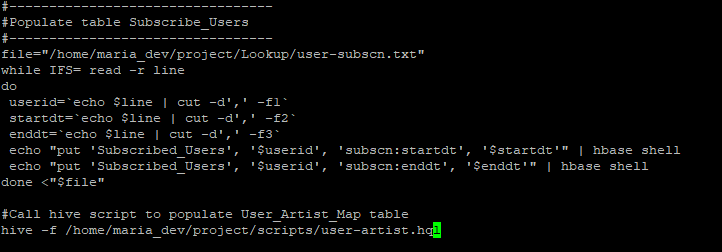 #---------------------------------
#Populate table Subscribe_Users
#---------------------------------
file="/home/maria_dev/project/Lookup/user-subscn.txt"
while IFS= read -r line
do
 userid=`echo $line | cut -d',' -f1`
 startdt=`echo $line | cut -d',' -f2`
 enddt=`echo $line | cut -d',' -f3`
 echo "put 'Subscribed_Users', '$userid', 'subscn:startdt', '$startdt'" | hbase shell
 echo "put 'Subscribed_Users', '$userid', 'subscn:enddt', '$enddt'" | hbase shell
done <"$file"
#Call hive script to populate User_Artist_Map table
hive -f /home/maria_dev/project/scripts/user-artist.hql